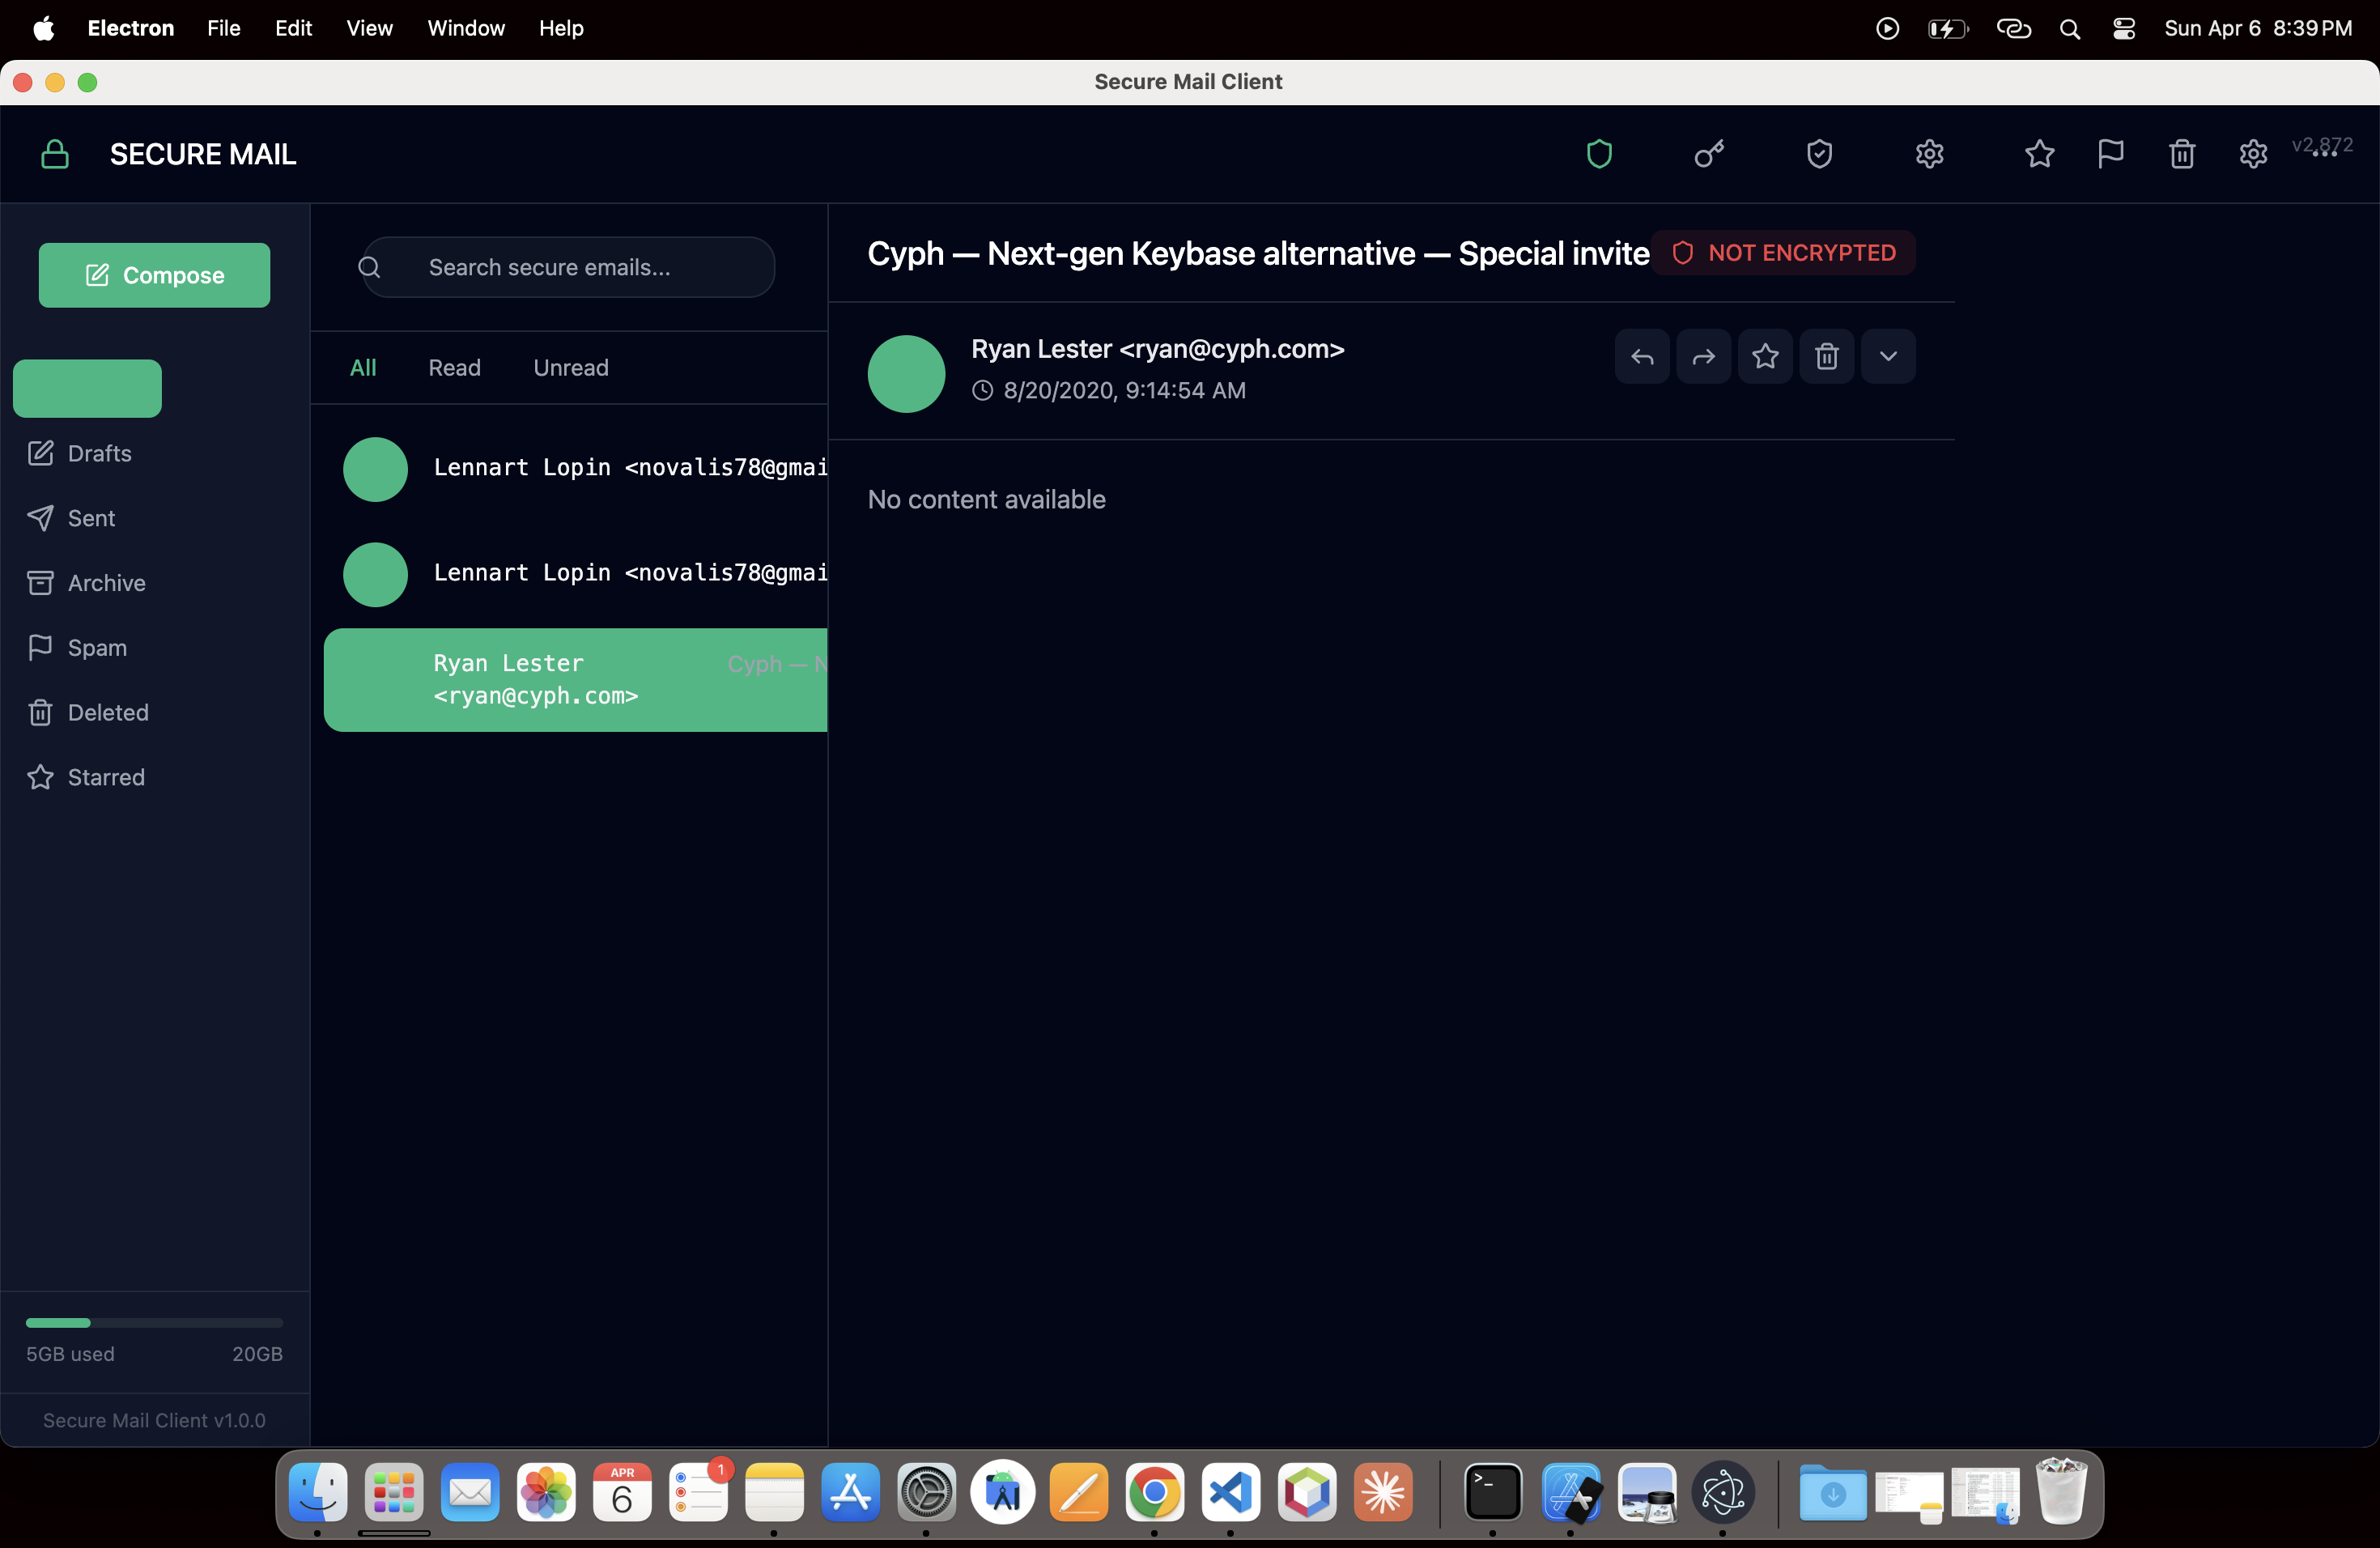 Electron File Edit View Window Help Sun Apr 6 8:39 PM
Secure Mail Client
SECURE MAIL
v2.872
Compose
Drafts
Sent
Archive
Spam
Deleted
Starred
5GB used 20GB
Secure Mail Client v1.0.0
Search secure emails...
All Read Unread
Lennart Lopin <novalis78@gmai
Lennart Lopin <novalis78@gmai
Ryan Lester Cyph — N
<ryan@cyph.com>
Cyph — Next-gen Keybase alternative — Special invite NOT ENCRYPTED
Ryan Lester <ryan@cyph.com>
8/20/2020, 9:14:54 AM
No content available
APR
6
1
>_